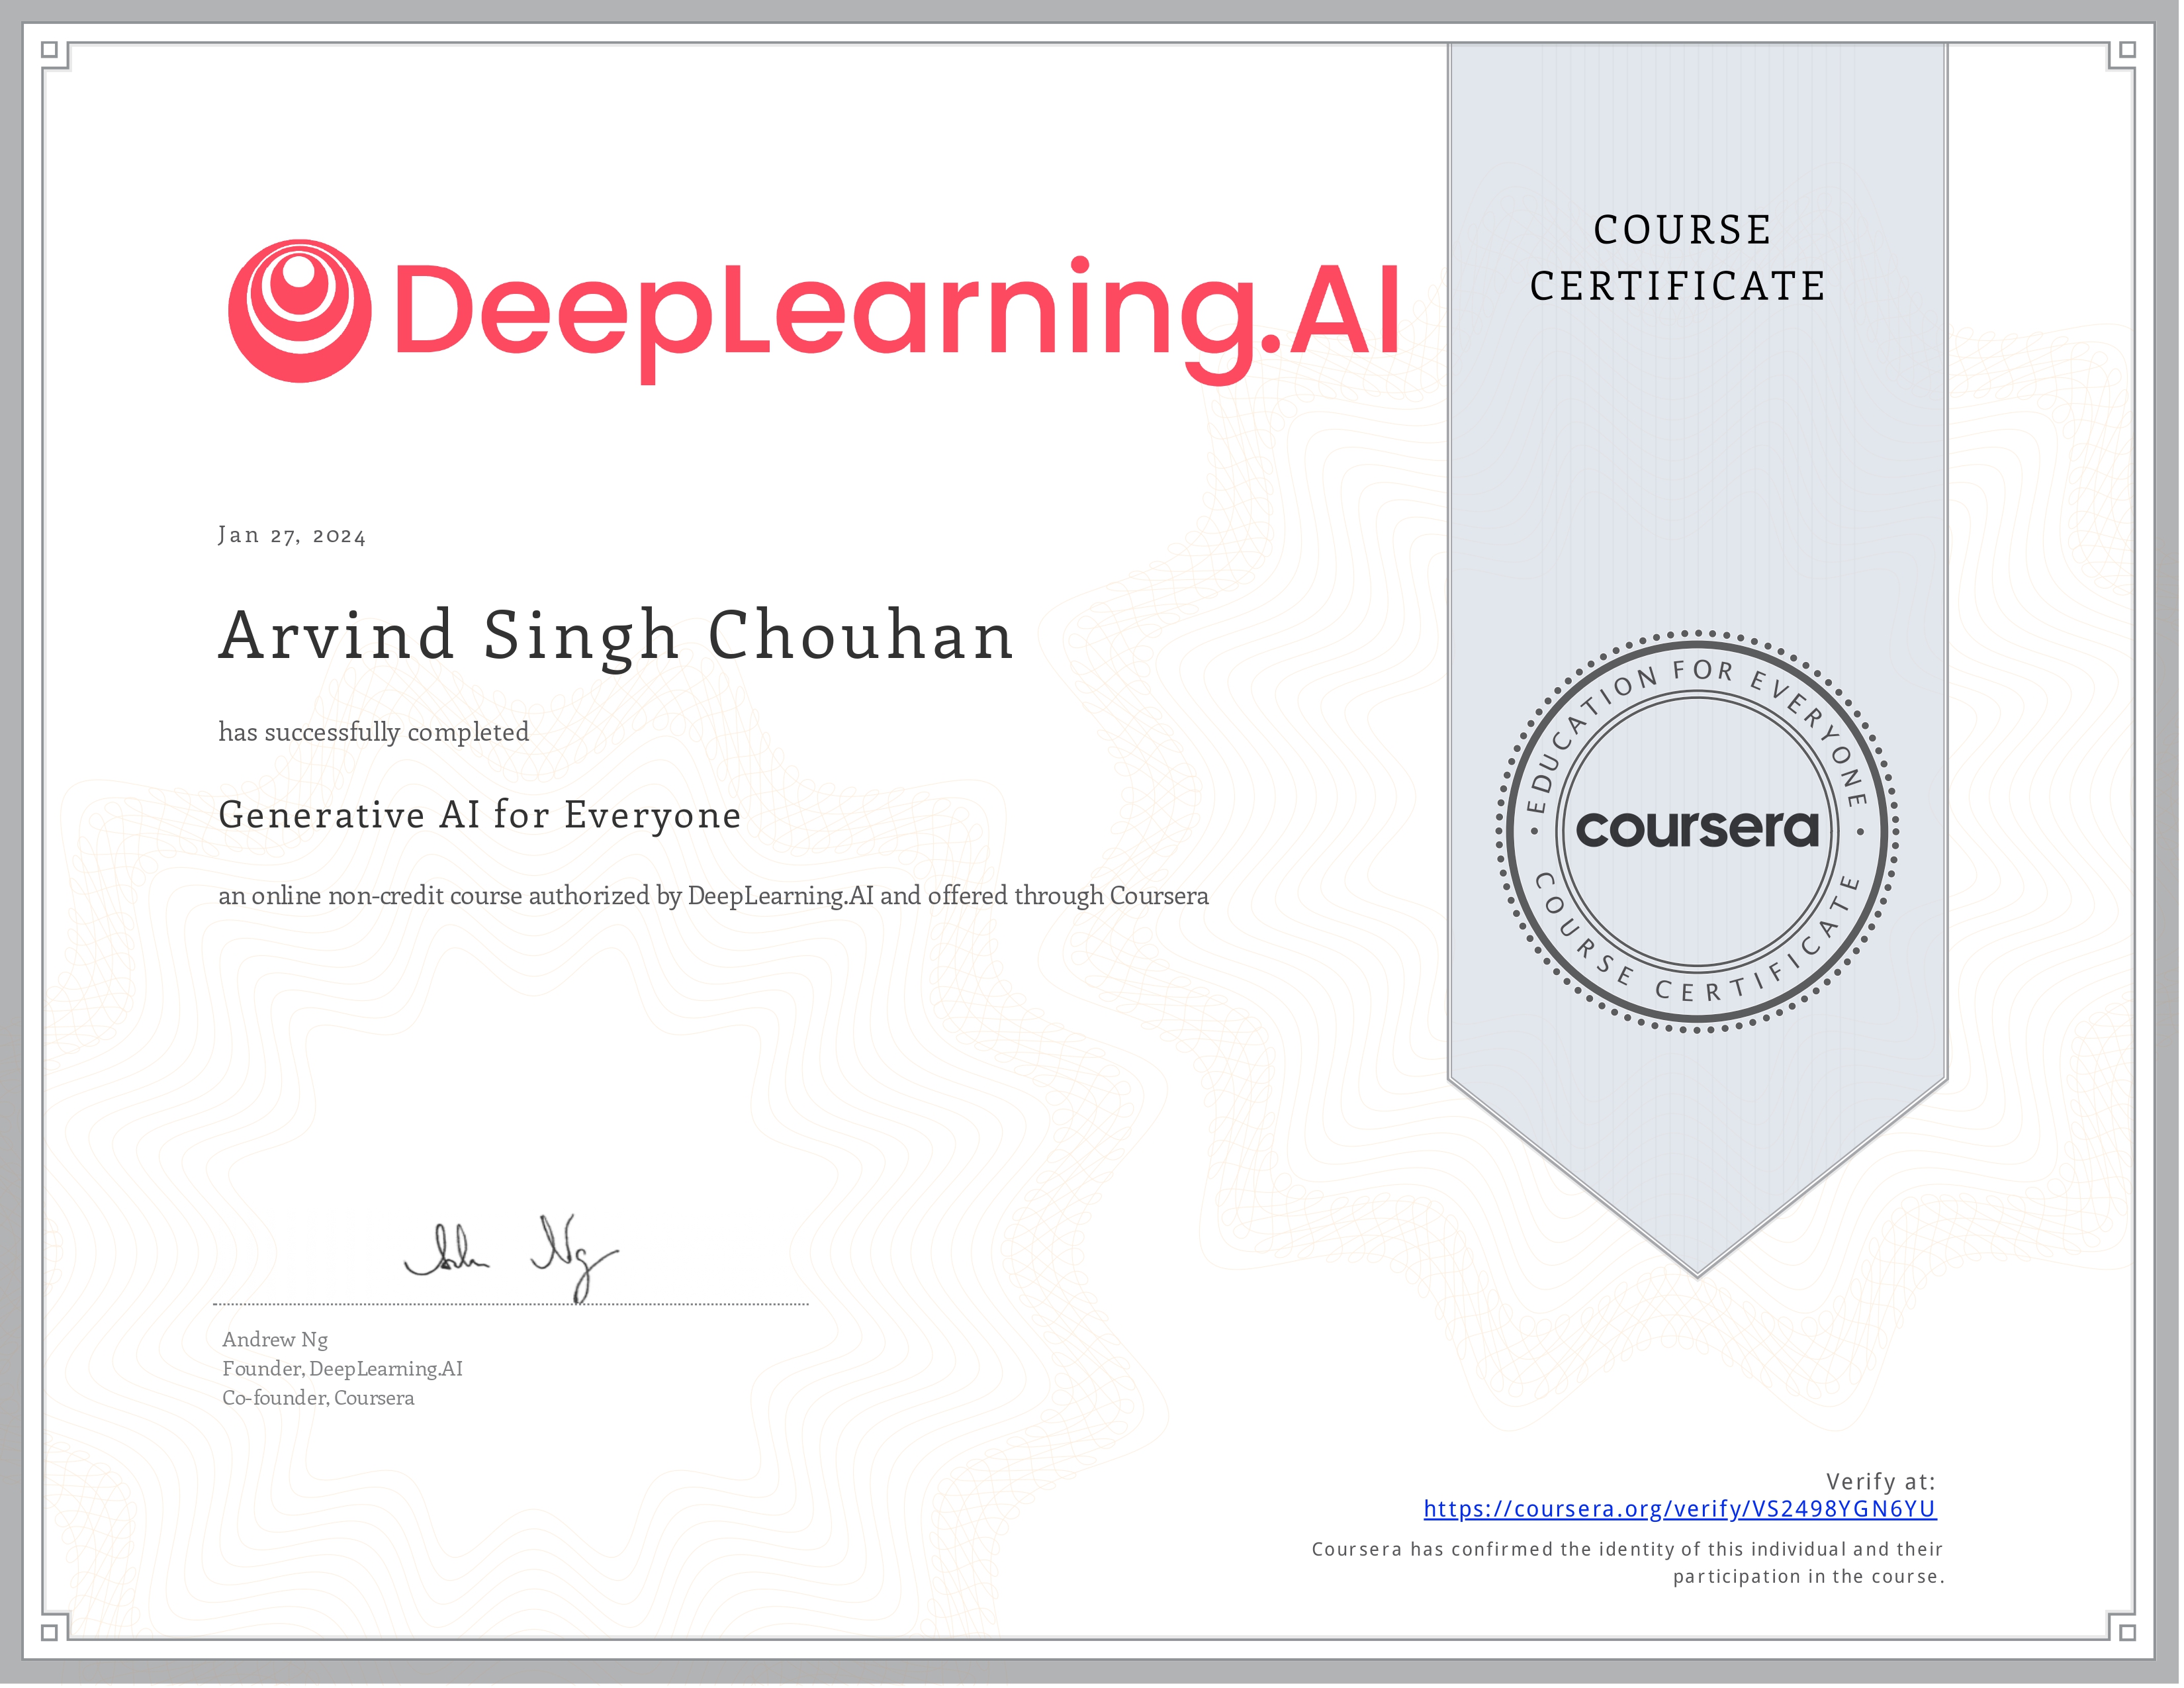 DeepLearning.AI
COURSE
CERTIFICATE
Jan 27, 2024
Arvind Singh Chouhan
has successfully completed
Generative AI for Everyone
an online non-credit course authorized by DeepLearning.AI and offered through Coursera
EDUCATION FOR EVERYONE
coursera
COURSE CERTIFICATE
Andrew Ng
Founder, DeepLearning.AI
Co-founder, Coursera
Verify at:
https://coursera.org/verify/VS2498YGN6YU
Coursera has confirmed the identity of this individual and their
participation in the course.